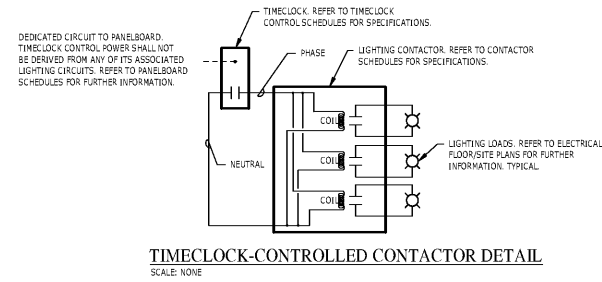 TIMECLOCK. REFER TO TIMECLOCK
CONTROL SCHEDULES FOR SPECIFICATIONS.
DEDICATED CIRCUIT TO PANELBOARD.
TIMECLOCK CONTROL POWER SHALL NOT
BE DERIVED FROM ANY OF ITS ASSOCIATED
LIGHTING CIRCUITS. REFER TO PANELBOARD
SCHEDULES FOR FURTHER INFORMATION.
PHASE
LIGHTING CONTACTOR. REFER TO CONTACTOR
SCHEDULES FOR SPECIFICATIONS.
COIL
NEUTRAL
COIL
LIGHTING LOADS. REFER TO ELECTRICAL
FLOOR/SITE PLANS FOR FURTHER
INFORMATION. TYPICAL.
COIL
TIMECLOCK-CONTROLLED CONTACTOR DETAIL
SCALE: NONE